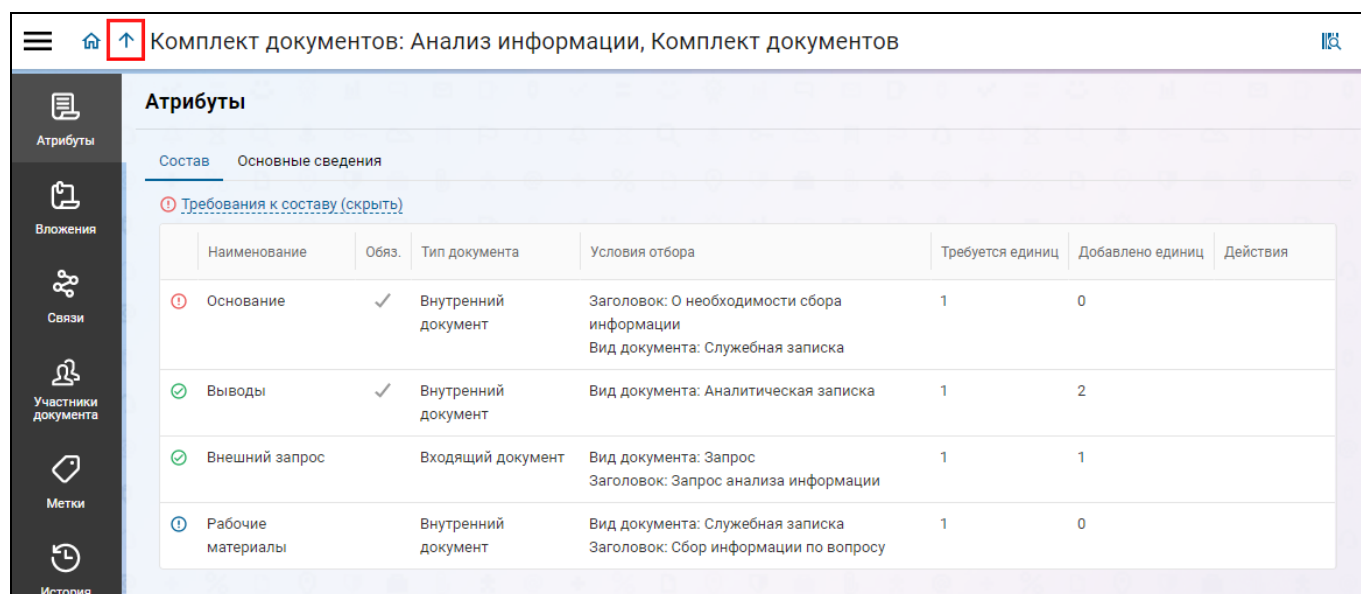 Комплект документов: Анализ информации, Комплект документов
Атрибуты
Вложения
Связи
Участники
документа
Метки
История
Атрибуты
Состав Основные сведения
Требования к составу (скрыть)
Наименование Обяз. Тип документа Условия отбора Требуется единиц Добавлено единиц Действия
Основание Внутренний Заголовок: О необходимости сбора 1 0
документ информации
Вид документа: Служебная записка
Выводы Внутренний Вид документа: Аналитическая записка 1 2
документ
Внешний запрос Входящий документ Вид документа: Запрос 1 1
Заголовок: Запрос анализа информации
Рабочие Внутренний Вид документа: Служебная записка 1 0
материалы документ Заголовок: Сбор информации по вопросу